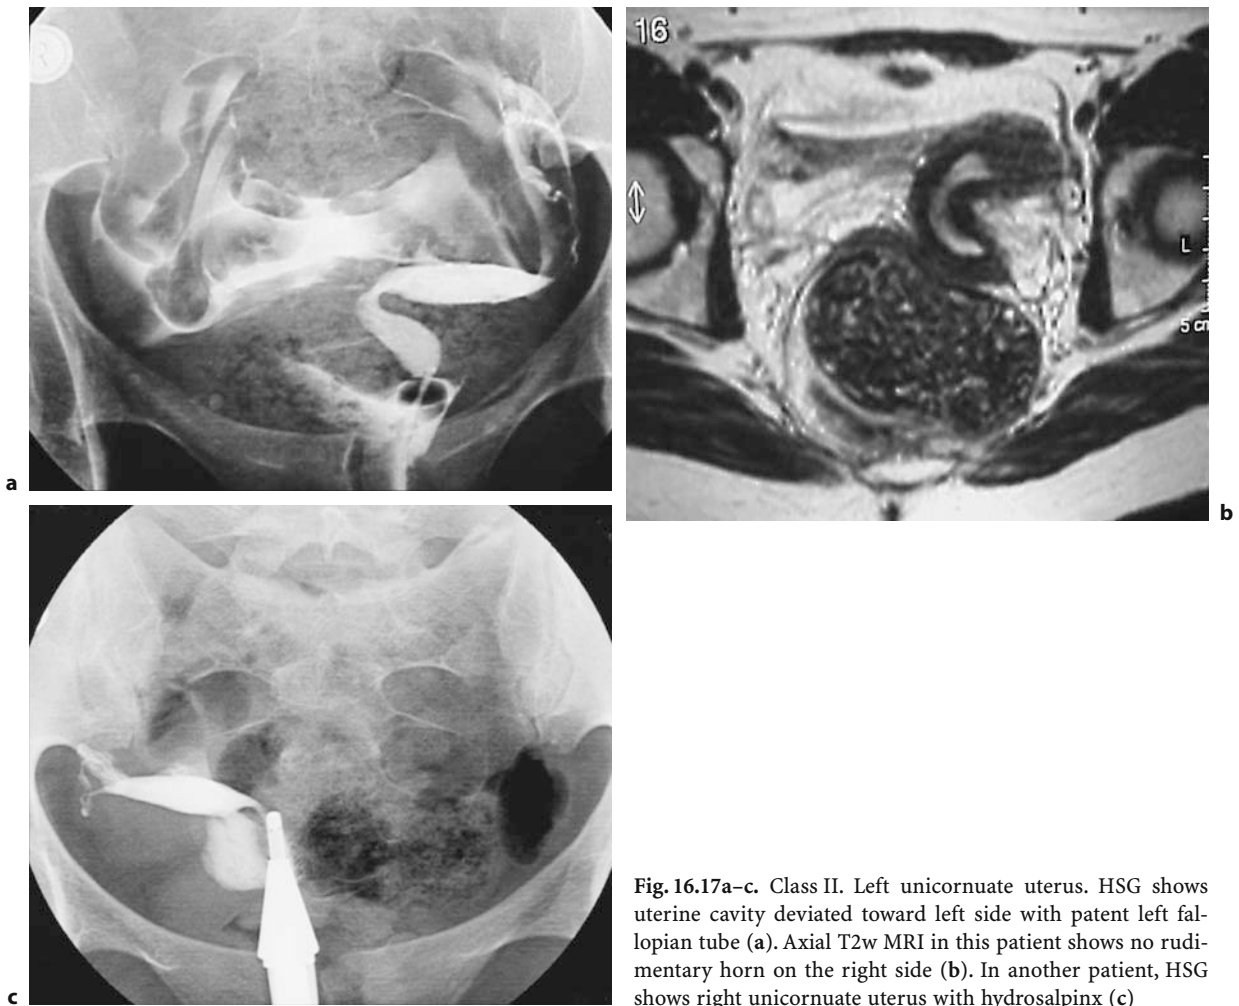 R
a
16
L
5 cm
b
c
Fig. 16.17a–c. Class II. Left unicornuate uterus. HSG shows
uterine cavity deviated toward left side with patent left fal-
lopian tube (a). Axial T2w MRI in this patient shows no rudi-
mentary horn on the right side (b). In another patient, HSG
shows right unicornuate uterus with hydrosalpinx (c)